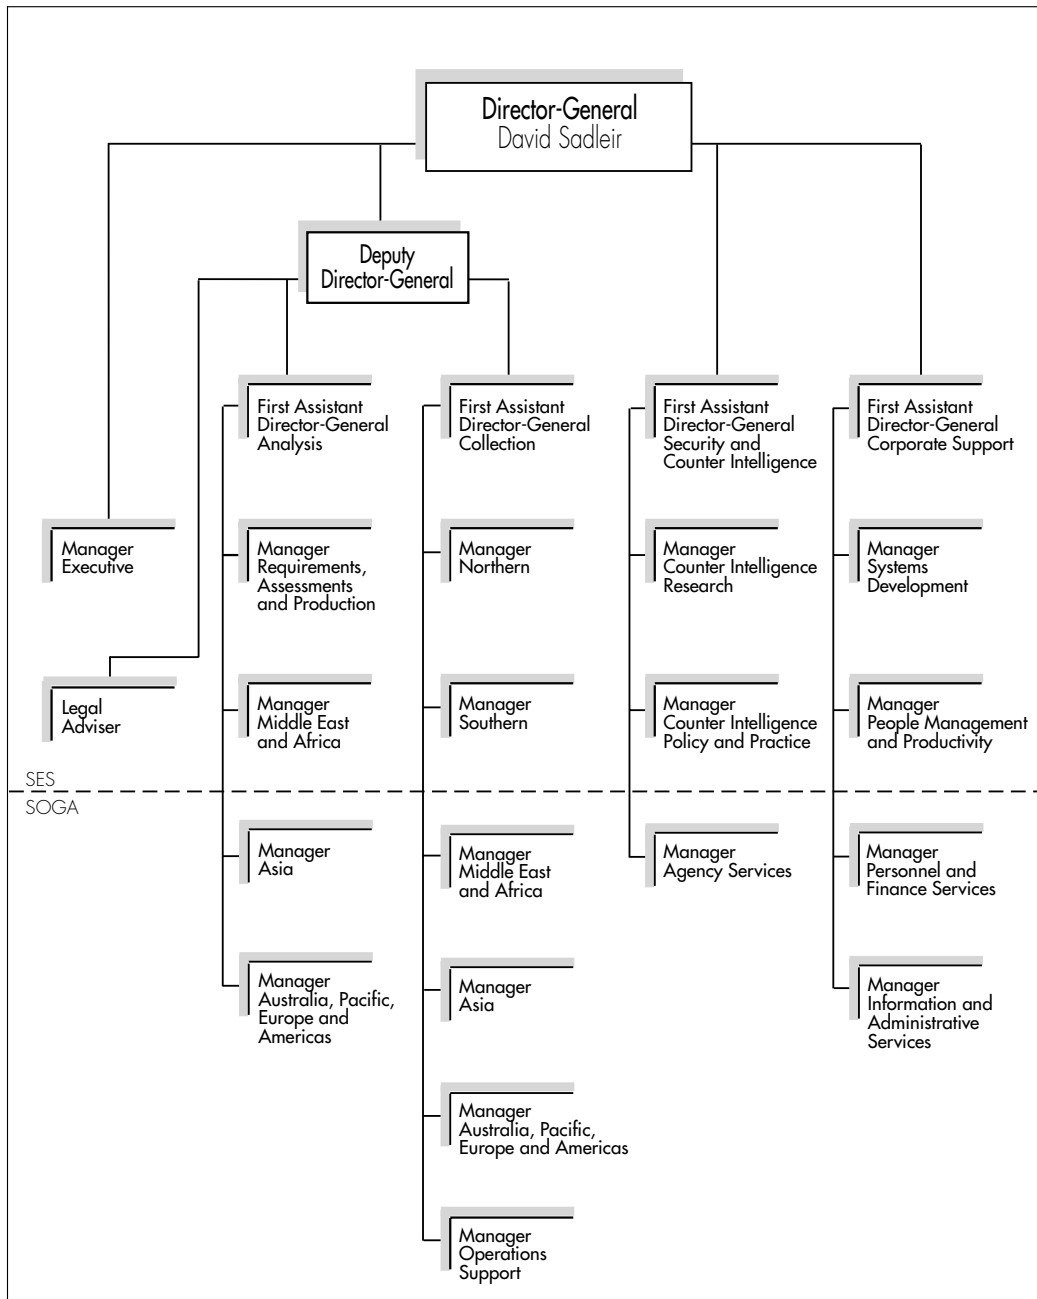 Director-General
David Sadleir
Deputy
Director-General
First Assistant
Director-General
Analysis
First Assistant
Director-General
Collection
First Assistant
Director-General
Security and
Counter Intelligence
First Assistant
Director-General
Corporate Support
Manager
Executive
Manager
Requirements,
Assessments
and Production
Manager
Northern
Manager
Counter Intelligence
Research
Manager
Systems
Development
Legal
Adviser
Manager
Middle East
and Africa
Manager
Southern
Manager
Counter Intelligence
Policy and Practice
Manager
People Management
and Productivity
SES
SOGA
Manager
Asia
Manager
Middle East
and Africa
Manager
Agency Services
Manager
Personnel and
Finance Services
Manager
Australia, Pacific,
Europe and
Americas
Manager
Asia
Manager
Information and
Administrative
Services
Manager
Australia, Pacific,
Europe and Americas
Manager
Operations
Support